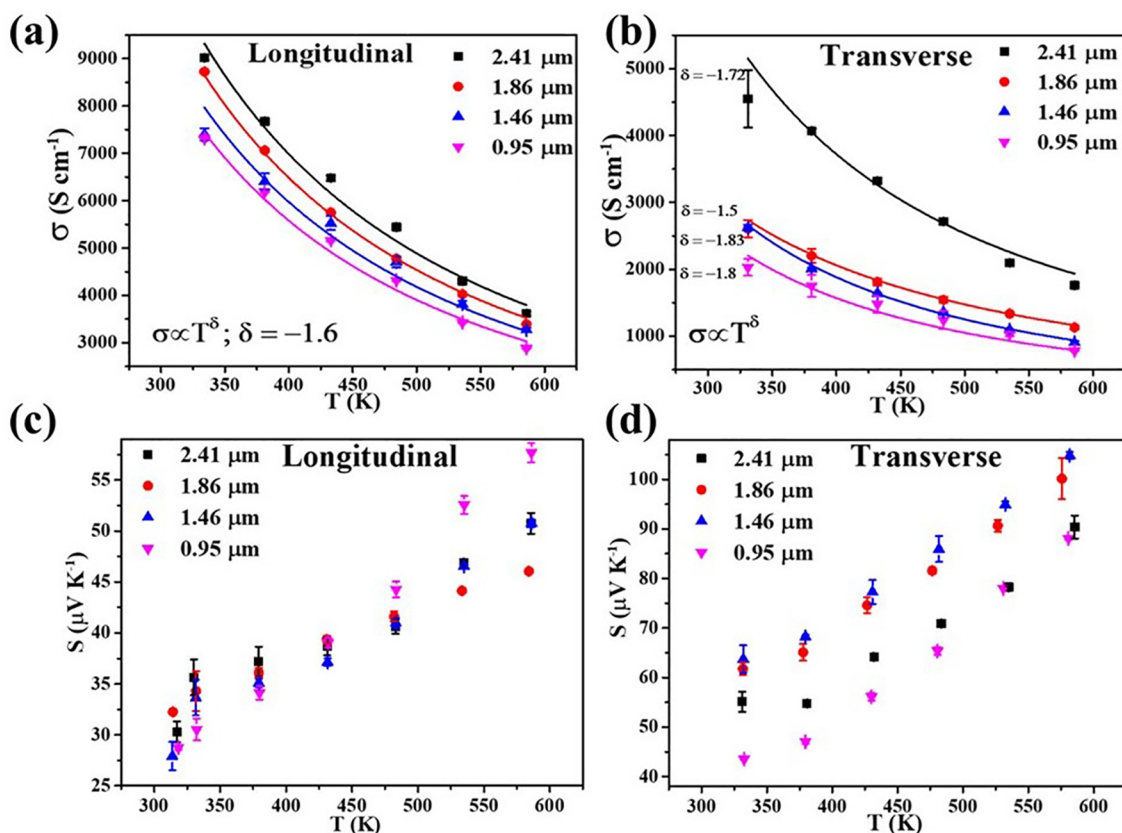 (a)
Longitudinal
2.41 μm
1.86 μm
1.46 μm
0.95 μm
9000
8000
7000
6000
5000
4000
3000
σ (S cm⁻¹)
σ∝Tᵟ; δ = −1.6
300 350 400 450 500 550 600
T (K)
(b)
Transverse
2.41 μm
1.86 μm
1.46 μm
0.95 μm
δ = −1.72
δ = −1.5
δ = −1.83
δ = −1.8
5000
4000
3000
2000
1000
σ (S cm⁻¹)
σ∝Tᵟ
300 350 400 450 500 550 600
T (K)
(c)
Longitudinal
2.41 μm
1.86 μm
1.46 μm
0.95 μm
55
50
45
40
35
30
25
S (μV K⁻¹)
300 350 400 450 500 550 600
T (K)
(d)
Transverse
2.41 μm
1.86 μm
1.46 μm
0.95 μm
100
90
80
70
60
50
40
S (μV K⁻¹)
300 350 400 450 500 550 600
T (K)